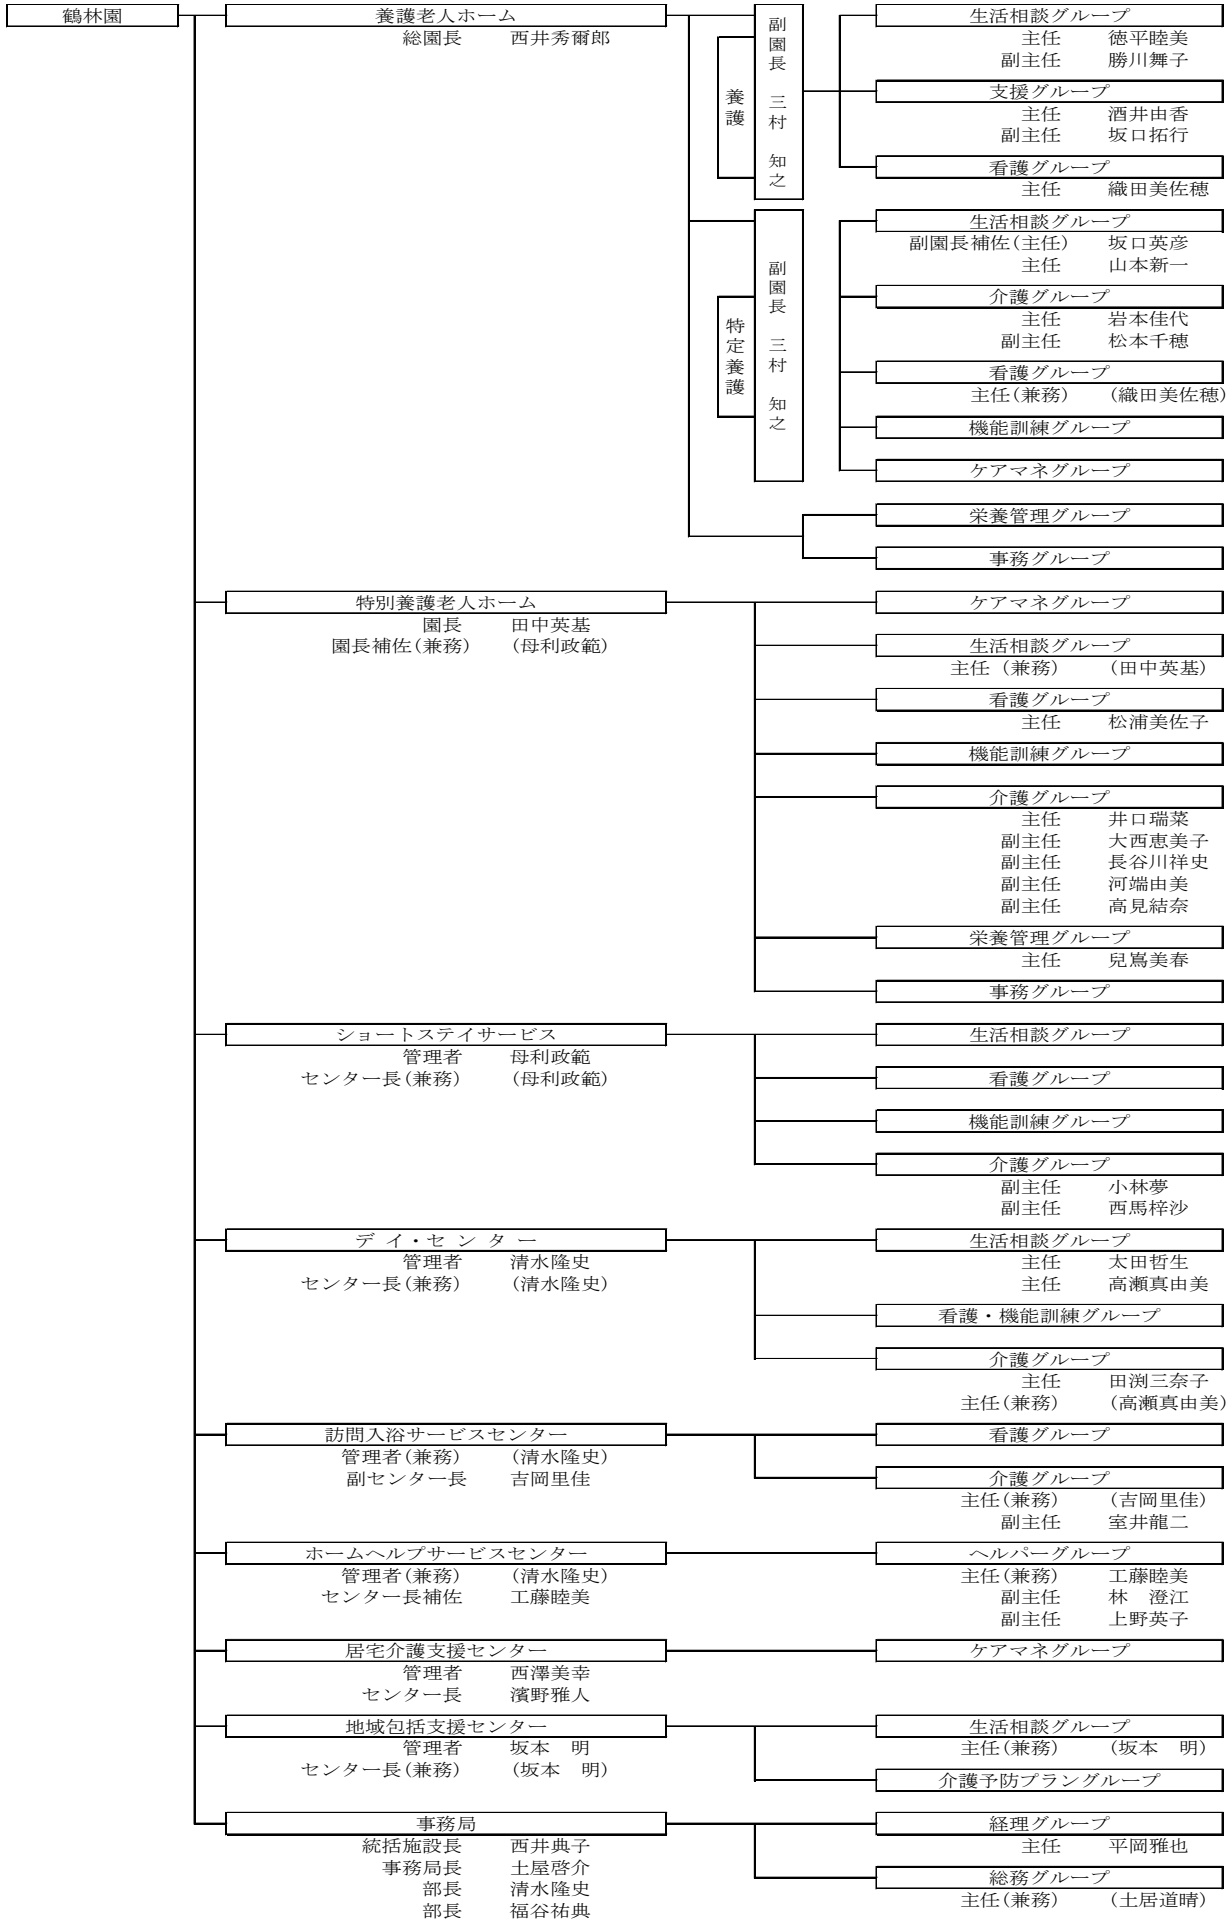 鶴林園
養護老人ホーム
総園長 西井秀爾郎
養護
副園長 三村 知之
生活相談グループ
主任 徳平睦美
副主任 勝川舞子
支援グループ
主任 酒井由香
副主任 坂口拓行
看護グループ
主任 織田美佐穂
特定養護
副園長 三村 知之
生活相談グループ
副園長補佐(主任) 坂口英彦
主任 山本新一
介護グループ
主任 岩本佳代
副主任 松本千穂
看護グループ
主任(兼務) (織田美佐穂)
機能訓練グループ
ケアマネグループ
栄養管理グループ
事務グループ
特別養護老人ホーム
園長 田中英基
園長補佐(兼務) (母利政範)
ケアマネグループ
生活相談グループ
主任 (兼務) (田中英基)
看護グループ
主任 松浦美佐子
機能訓練グループ
介護グループ
主任 井口瑞菜
副主任 大西恵美子
副主任 長谷川祥史
副主任 河端由美
副主任 高見結奈
栄養管理グループ
主任 兒嶌美春
事務グループ
ショートステイサービス
管理者 母利政範
センター長(兼務) (母利政範)
生活相談グループ
看護グループ
機能訓練グループ
介護グループ
副主任 小林夢
副主任 西馬梓沙
デ イ・セ ン タ ー
管理者 清水隆史
センター長(兼務) (清水隆史)
生活相談グループ
主任 太田哲生
主任 高瀬真由美
看護・機能訓練グループ
介護グループ
主任 田渕三奈子
主任(兼務) (高瀬真由美)
訪問入浴サービスセンター
管理者(兼務) (清水隆史)
副センター長 吉岡里佳
看護グループ
介護グループ
主任(兼務) (吉岡里佳)
副主任 室井龍二
ホームヘルプサービスセンター
管理者(兼務) (清水隆史)
センター長補佐 工藤睦美
ヘルパーグループ
主任(兼務) 工藤睦美
副主任 林 澄江
副主任 上野英子
居宅介護支援センター
管理者 西澤美幸
センター長 濱野雅人
ケアマネグループ
地域包括支援センター
管理者 坂本 明
センター長(兼務) (坂本 明)
生活相談グループ
主任(兼務) (坂本 明)
介護予防プラングループ
事務局
統括施設長 西井典子
事務局長 土屋啓介
部長 清水隆史
部長 福谷祐典
経理グループ
主任 平岡雅也
総務グループ
主任(兼務) (土居道晴)